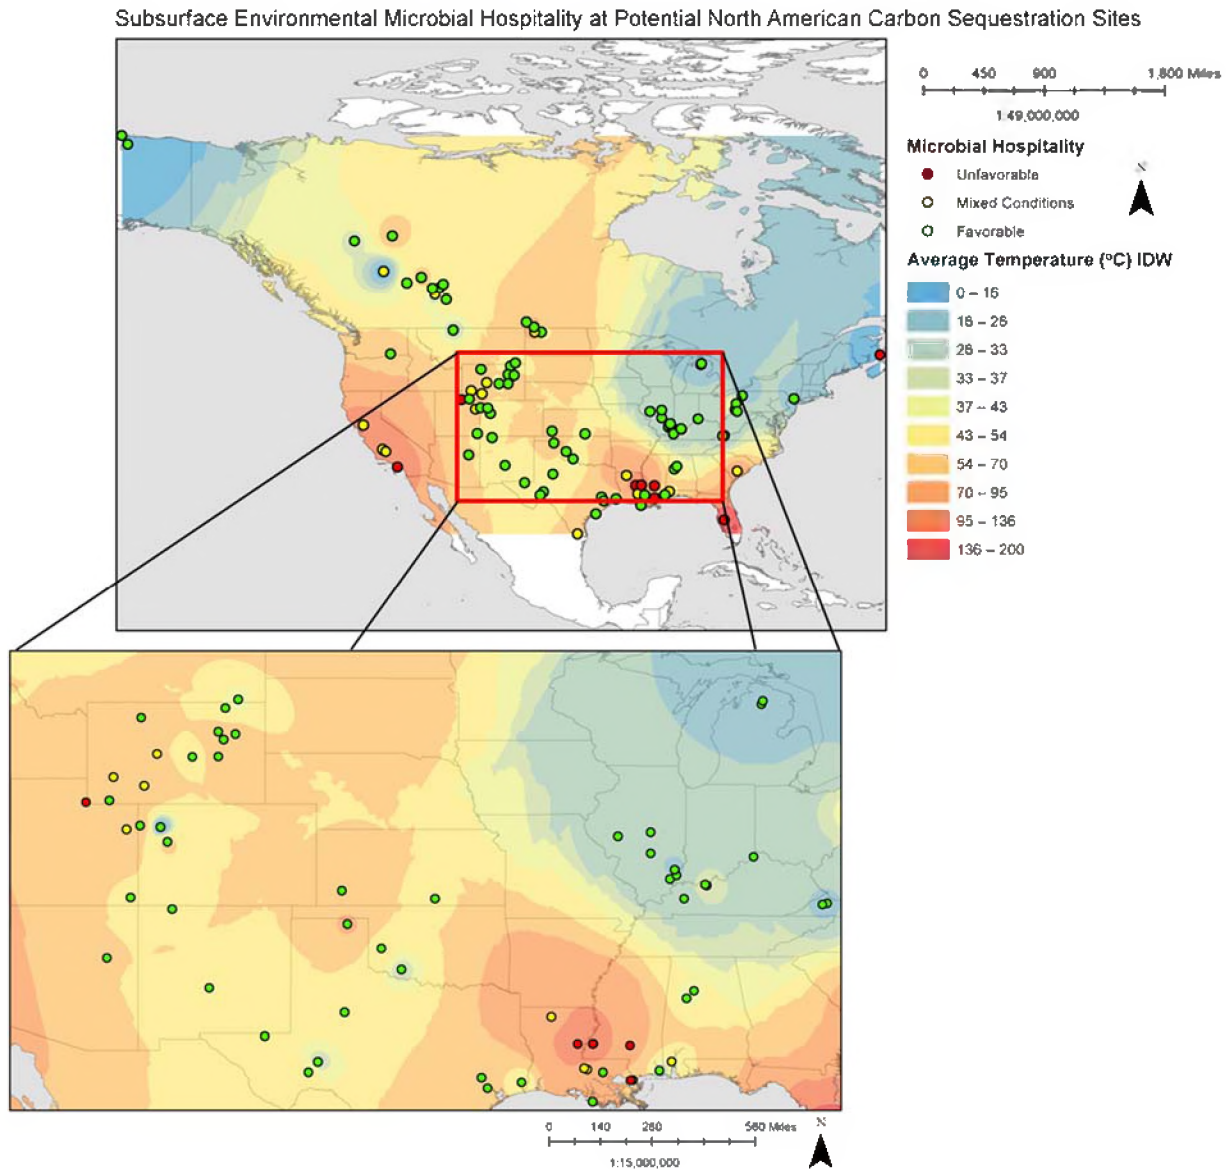 Subsurface Environmental Microbial Hospitality at Potential North American Carbon Sequestration Sites
0 450 900 1,800 Miles
1:49,000,000
Microbial Hospitality
Unfavorable
Mixed Conditions
Favorable
N
Average Temperature (°C) IDW
0 – 16
16 – 26
26 – 33
33 – 37
37 – 43
43 – 54
54 – 70
70 – 95
95 – 136
136 – 200
0 140 280 560 Miles
1:15,000,000
N